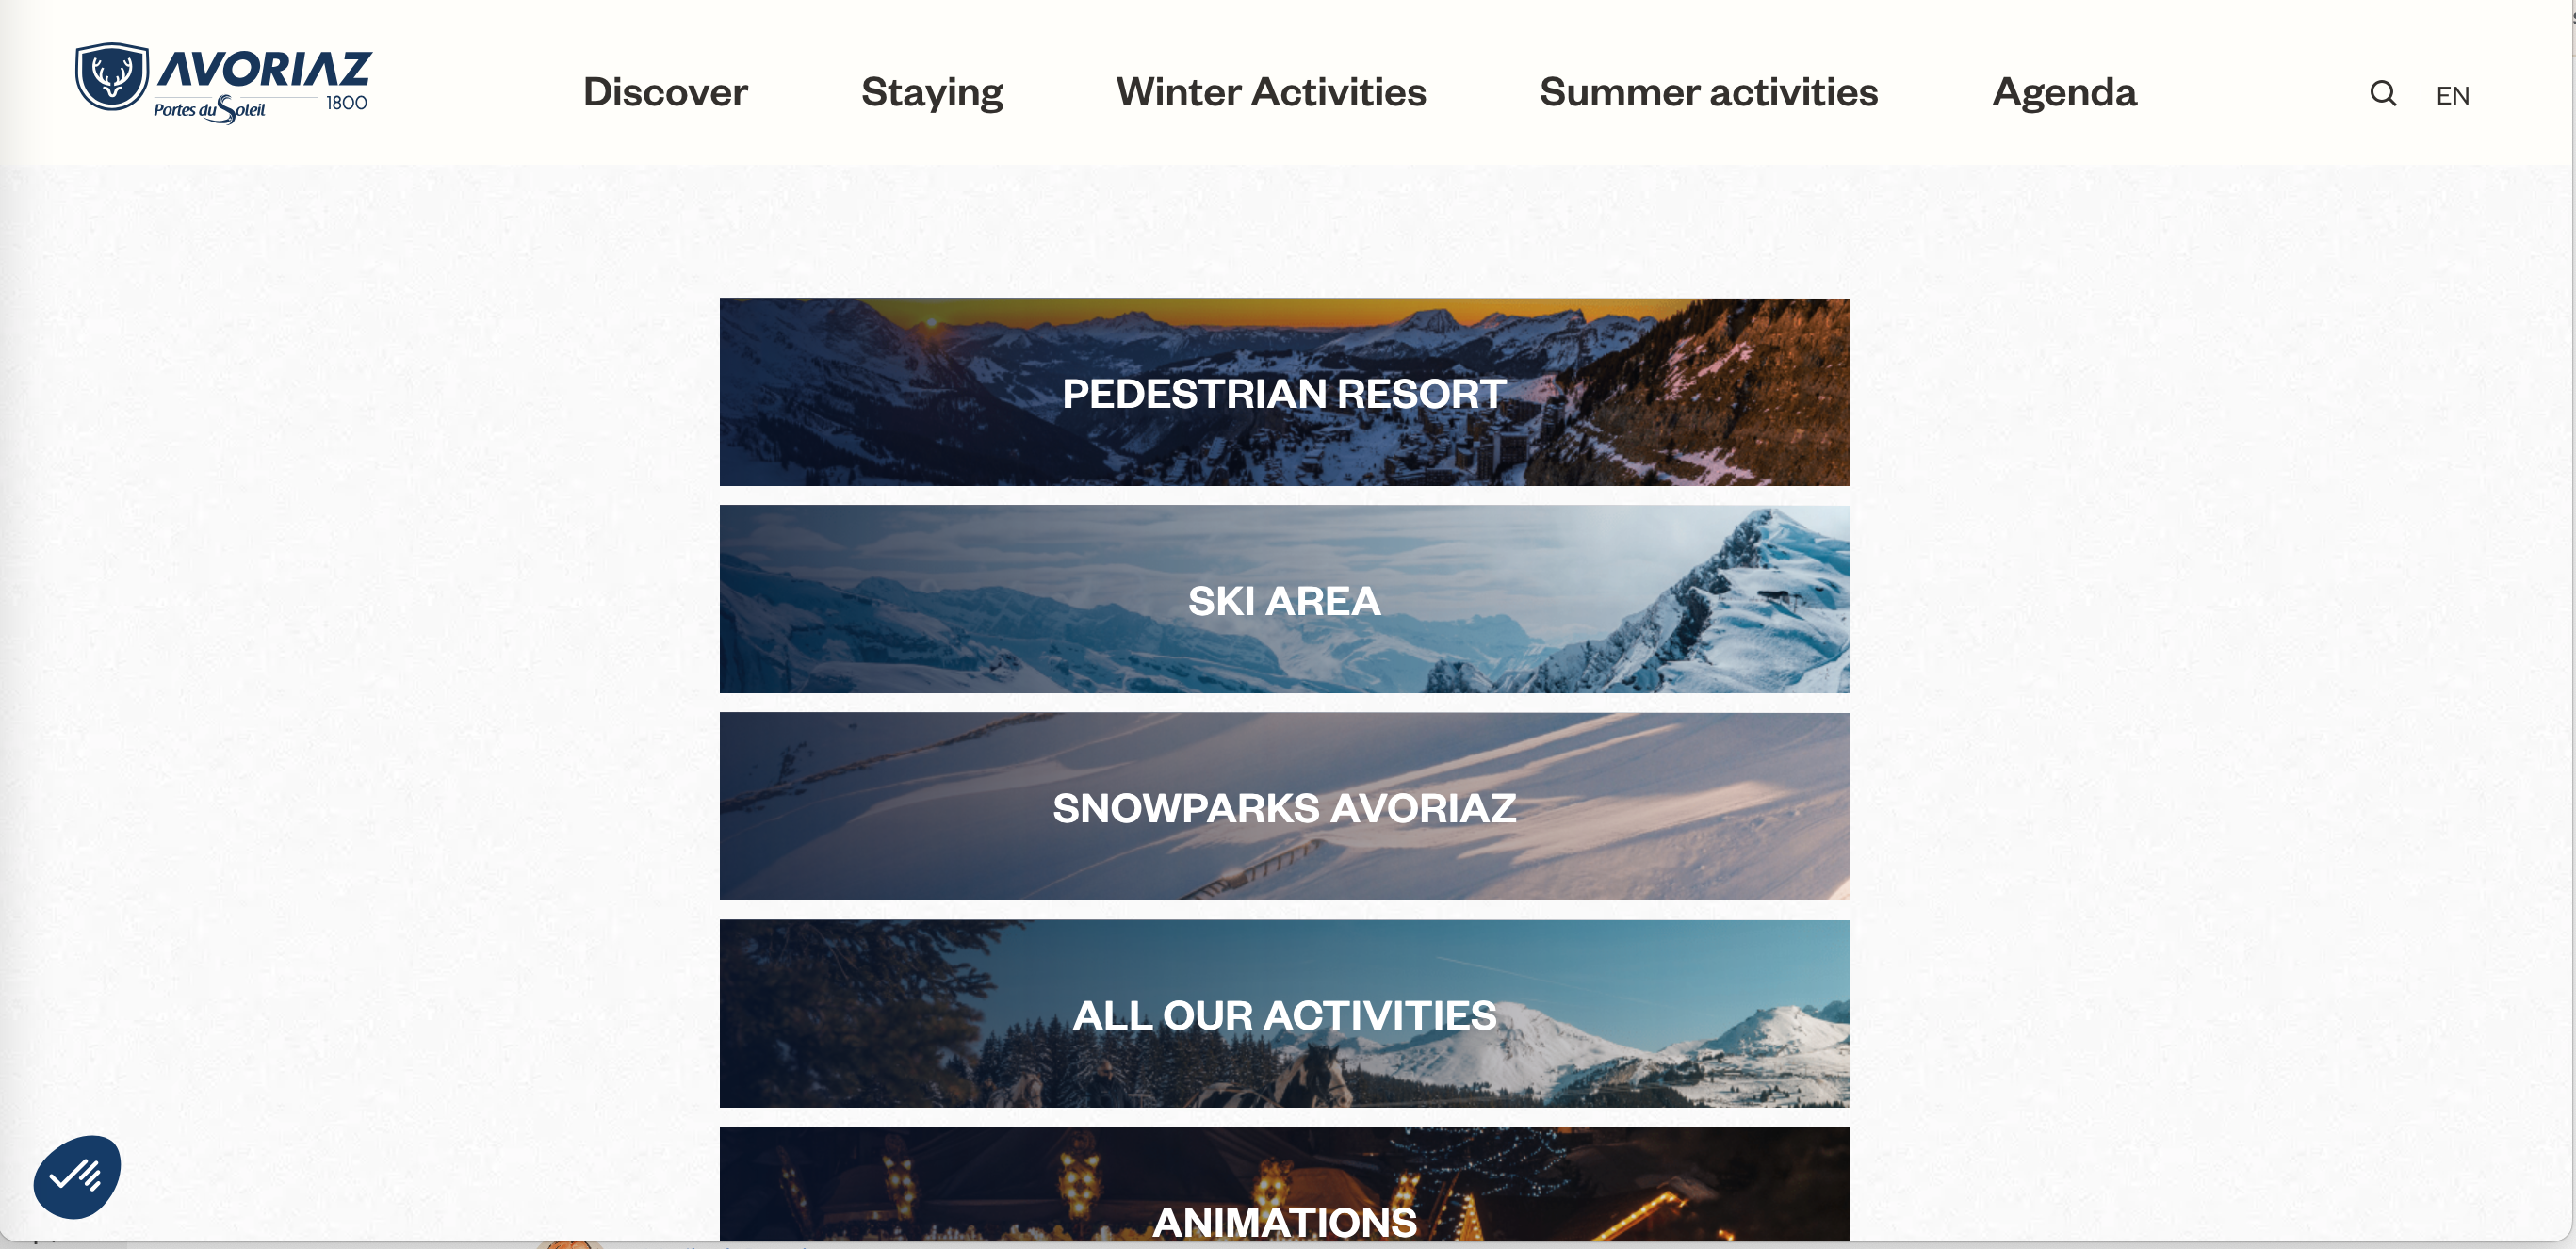 AVORIAZ
Portes du Soleil 1800
Discover Staying Winter Activities Summer activities Agenda EN
PEDESTRIAN RESORT
SKI AREA
SNOWPARKS AVORIAZ
ALL OUR ACTIVITIES
ANIMATIONS